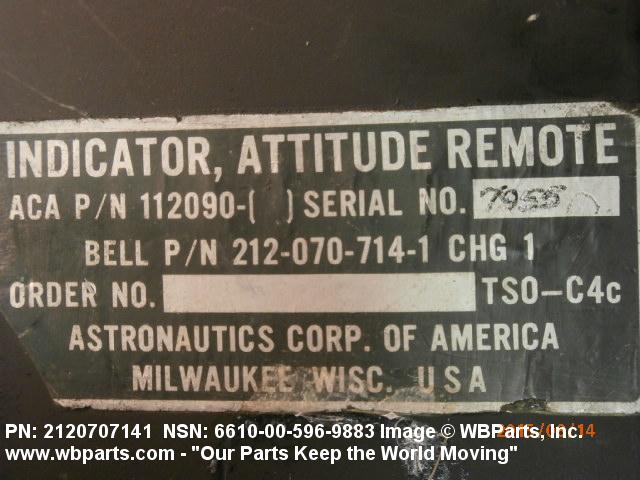 INDICATOR, ATTITUDE REMOTE
ACA P/N 112090-( ) SERIAL NO.
BELL P/N 212-070-714-1 CHG 1
ORDER NO. TSO-C4c
ASTRONAUTICS CORP. OF AMERICA
MILWAUKEE WISC. USA
PN: 2120707141 NSN: 6610-00-596-9883 Image © WBParts, Inc.
www.wbparts.com - "Our Parts Keep the World Moving"